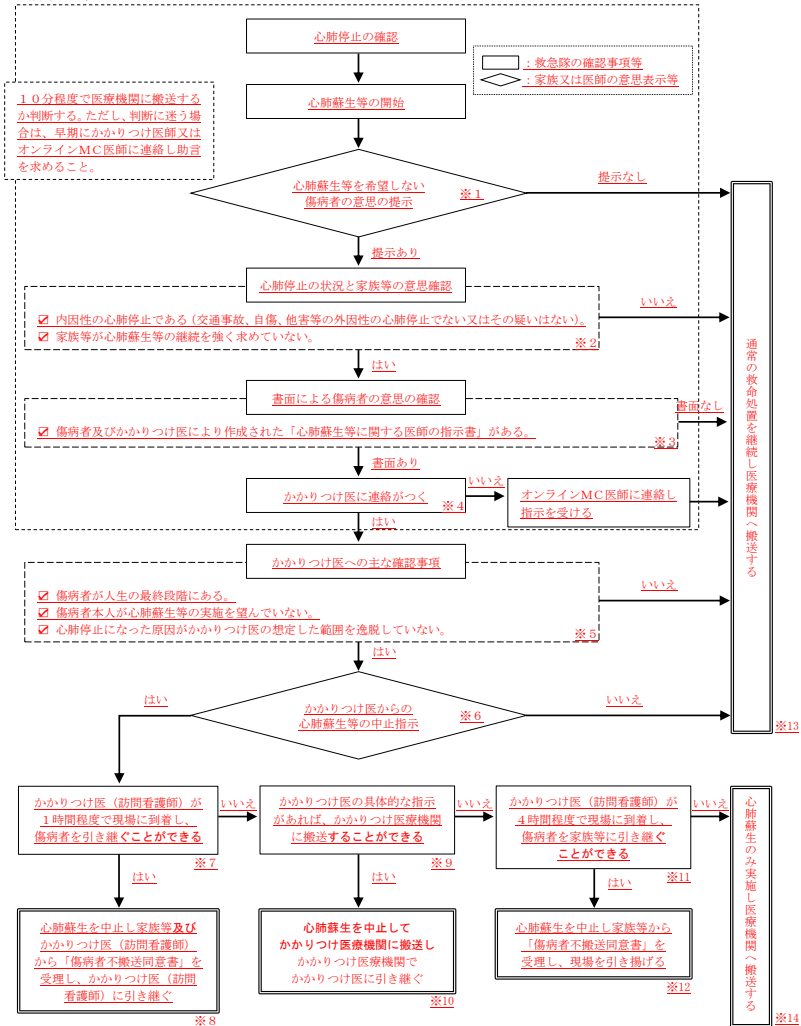 心肺停止の確認
：救急隊の確認事項等
：家族又は医師の意思表示等
１０分程度で医療機関に搬送する
か判断する。ただし、判断に迷う場
合は、早期にかかりつけ医師又は
オンラインＭＣ医師に連絡し助言
を求めること。
心肺蘇生等の開始
心肺蘇生等を希望しない
傷病者の意思の提示
※１
提示なし
提示あり
心肺停止の状況と家族等の意思確認
☑ 内因性の心肺停止である（交通事故、自傷、他害等の外因性の心肺停止でない又はその疑いはない）。
☑ 家族等が心肺蘇生等の継続を強く求めていない。
※２
いいえ
はい
書面による傷病者の意思の確認
☑ 傷病者及びかかりつけ医により作成された「心肺蘇生等に関する医師の指示書」がある。
※３
書面なし
書面あり
かかりつけ医に連絡がつく
※４
いいえ
オンラインＭＣ医師に連絡し
指示を受ける
はい
かかりつけ医への主な確認事項
☑ 傷病者が人生の最終段階にある。
☑ 傷病者本人が心肺蘇生等の実施を望んでいない。
☑ 心肺停止になった原因がかかりつけ医の想定した範囲を逸脱していない。
※５
いいえ
はい
かかりつけ医からの
心肺蘇生等の中止指示
※６
はい
いいえ
通常の救命処置を継続し医療機関へ搬送する
※13
かかりつけ医（訪問看護師）が
１時間程度で現場に到着し、
傷病者を引き継ぐことができる
※７
いいえ
かかりつけ医の具体的な指示
があれば、かかりつけ医療機関
に搬送することができる
※９
いいえ
かかりつけ医（訪問看護師）が
４時間程度で現場に到着し、
傷病者を家族等に引き継ぐ
ことができる
※11
いいえ
はい
はい
はい
心肺蘇生を中止し家族等及び
かかりつけ医（訪問看護師）
から「傷病者不搬送同意書」を
受理し、かかりつけ医（訪問
看護師）に引き継ぐ
※８
心肺蘇生を中止して
かかりつけ医療機関に搬送し
かかりつけ医療機関で
かかりつけ医に引き継ぐ
※10
心肺蘇生を中止し家族等から
「傷病者不搬送同意書」を
受理し、現場を引き揚げる
※12
心肺蘇生のみ実施し医療機関へ搬送する
※14